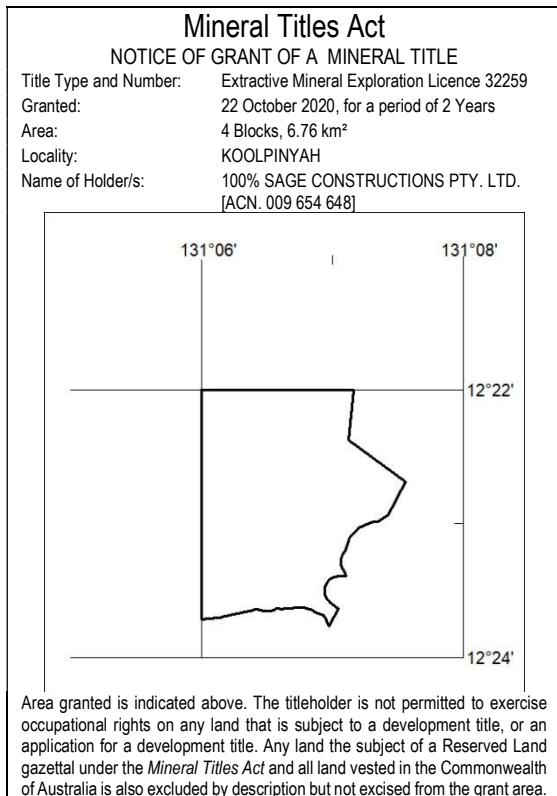 Mineral Titles Act
NOTICE OF GRANT OF A MINERAL TITLE
Title Type and Number: Extractive Mineral Exploration Licence 32259
Granted: 22 October 2020, for a period of 2 Years
Area: 4 Blocks, 6.76 km²
Locality: KOOLPINYAH
Name of Holder/s: 100% SAGE CONSTRUCTIONS PTY. LTD.
[ACN. 009 654 648]
131°06' 131°08'
12°22'
12°24'
Area granted is indicated above. The titleholder is not permitted to exercise
occupational rights on any land that is subject to a development title, or an
application for a development title. Any land the subject of a Reserved Land
gazettal under the Mineral Titles Act and all land vested in the Commonwealth
of Australia is also excluded by description but not excised from the grant area.